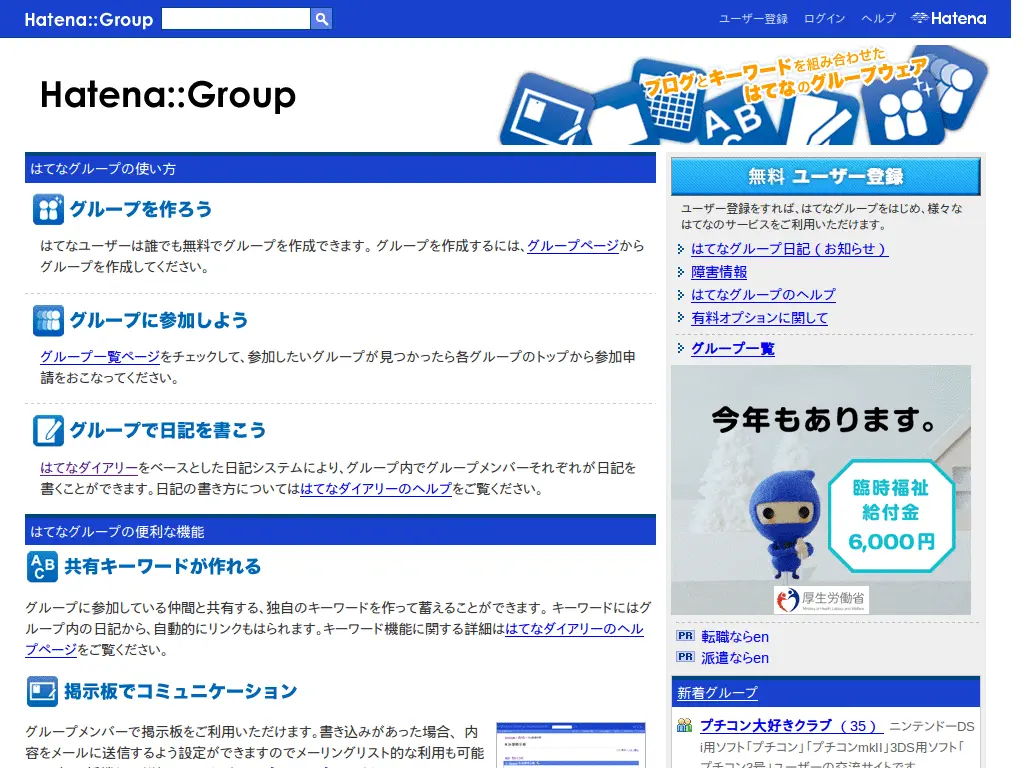 Hatena::Group
ユーザー登録 ログイン ヘルプ Hatena
Hatena::Group
ブログとキーワードを組み合わせた
はてなのグループウェア
ABC
はてなグループの使い方
グループを作ろう
はてなユーザーは誰でも無料でグループを作成できます。グループを作成するには、グループページから
グループを作成してください。
グループに参加しよう
グループ一覧ページをチェックして、参加したいグループが見つかったら各グループのトップから参加申
請をおこなってください。
グループで日記を書こう
はてなダイアリーをベースとした日記システムにより、グループ内でグループメンバーそれぞれが日記を
書くことができます。日記の書き方についてははてなダイアリーのヘルプをご覧ください。
はてなグループの便利な機能
ABC
共有キーワードが作れる
グループに参加している仲間と共有する、独自のキーワードを作って蓄えることができます。キーワードにはグ
ループ内の日記から、自動的にリンクもはられます。キーワード機能に関する詳細ははてなダイアリーのヘル
プページをご覧ください。
掲示板でコミュニケーション
グループメンバーで掲示板をご利用いただけます。書き込みがあった場合、内
容をメールに送信するよう設定ができますのでメーリングリスト的な利用も可能
無料 ユーザー登録
ユーザー登録をすれば、はてなグループをはじめ、様々な
はてなのサービスをご利用いただけます。
はてなグループ日記(お知らせ)
障害情報
はてなグループのヘルプ
有料オプションに関して
グループ一覧
今年もあります。
臨時福祉
給付金
6,000円
厚生労働省
Ministry of Health, Labour and Welfare
PR 転職ならen
PR 派遣ならen
新着グループ
プチコン大好きクラブ(35) ニンテンドーDS
i用ソフト「プチコン」「プチコンmkII」3DS用ソフト「
プチコン3号」ユーザーの交流サイトです